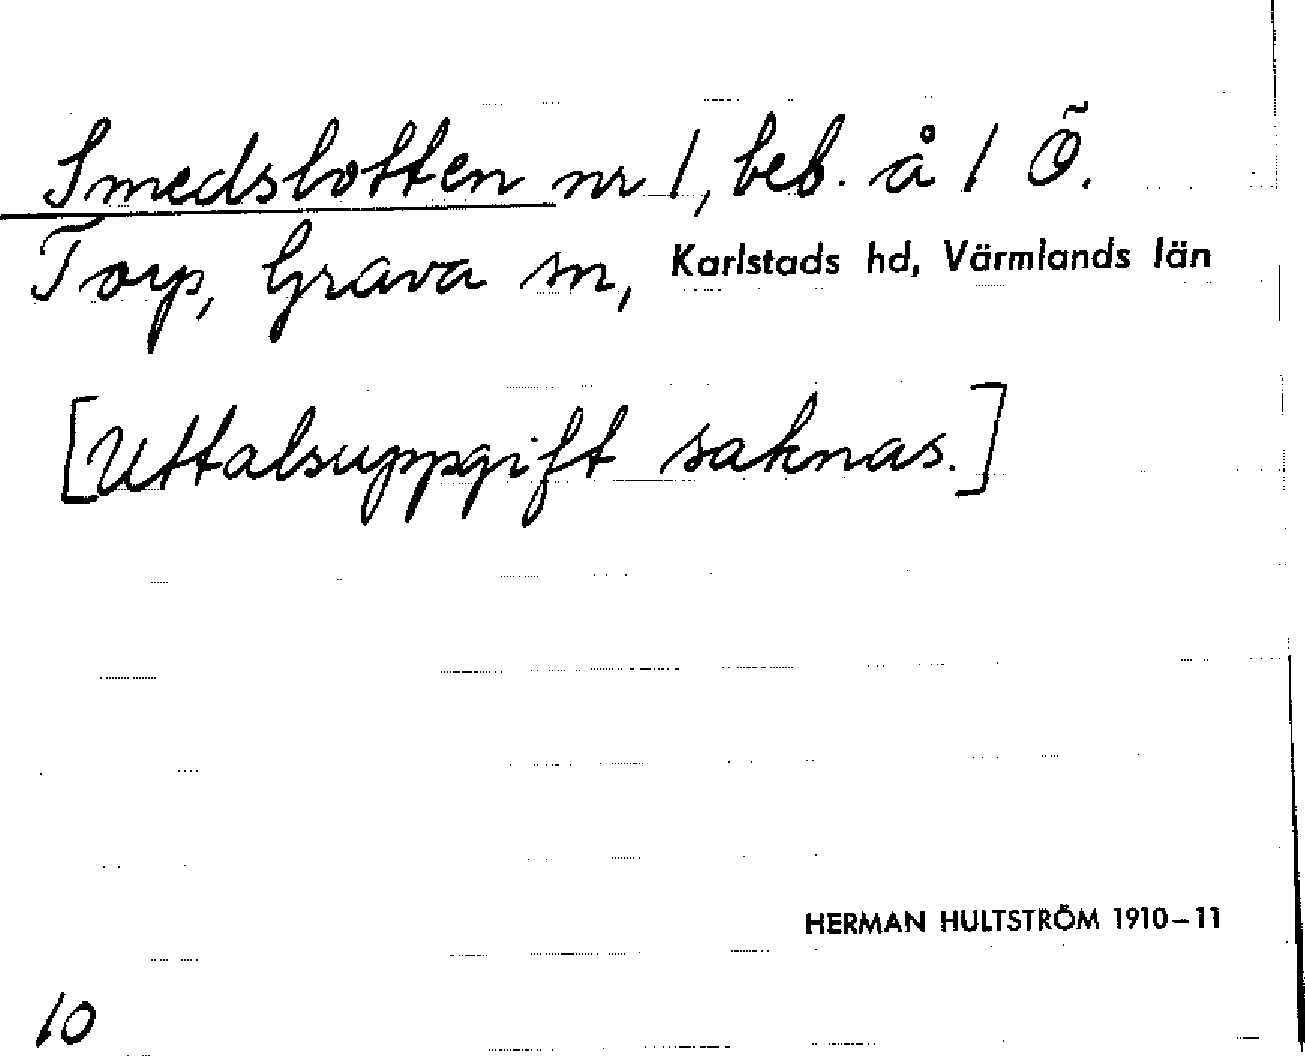 Smedslotten nr 1, beb. å 1 Ö.
Torp, Grava sn, Karlstads hd, Värmlands län
[Uttalsuppgift saknas.]
HERMAN HULTSTRÖM 1910–11
10